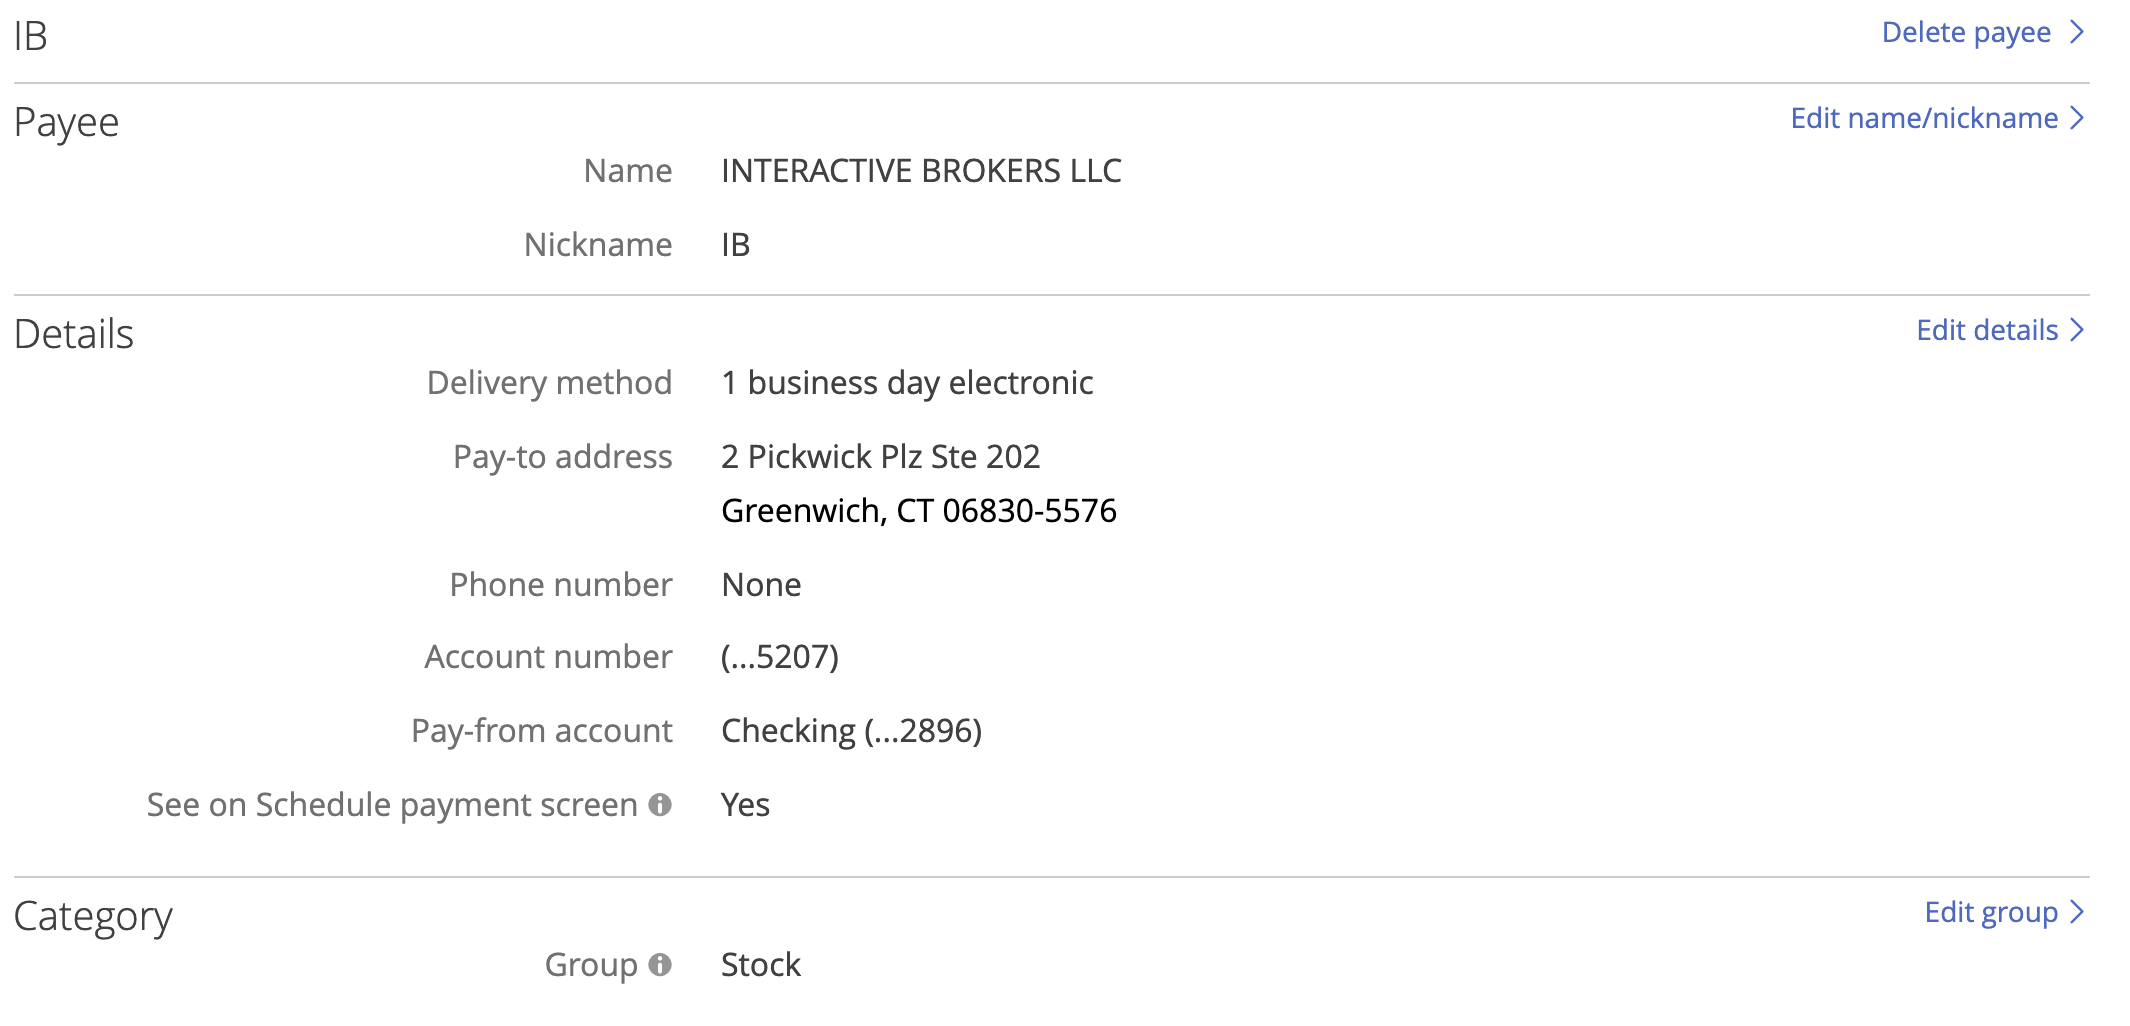 IB
Delete payee
Payee
Edit name/nickname
Name INTERACTIVE BROKERS LLC
Nickname IB
Details
Edit details
Delivery method 1 business day electronic
Pay-to address 2 Pickwick Plz Ste 202
Greenwich, CT 06830-5576
Phone number None
Account number (...5207)
Pay-from account Checking (...2896)
See on Schedule payment screen Yes
Category
Edit group
Group Stock